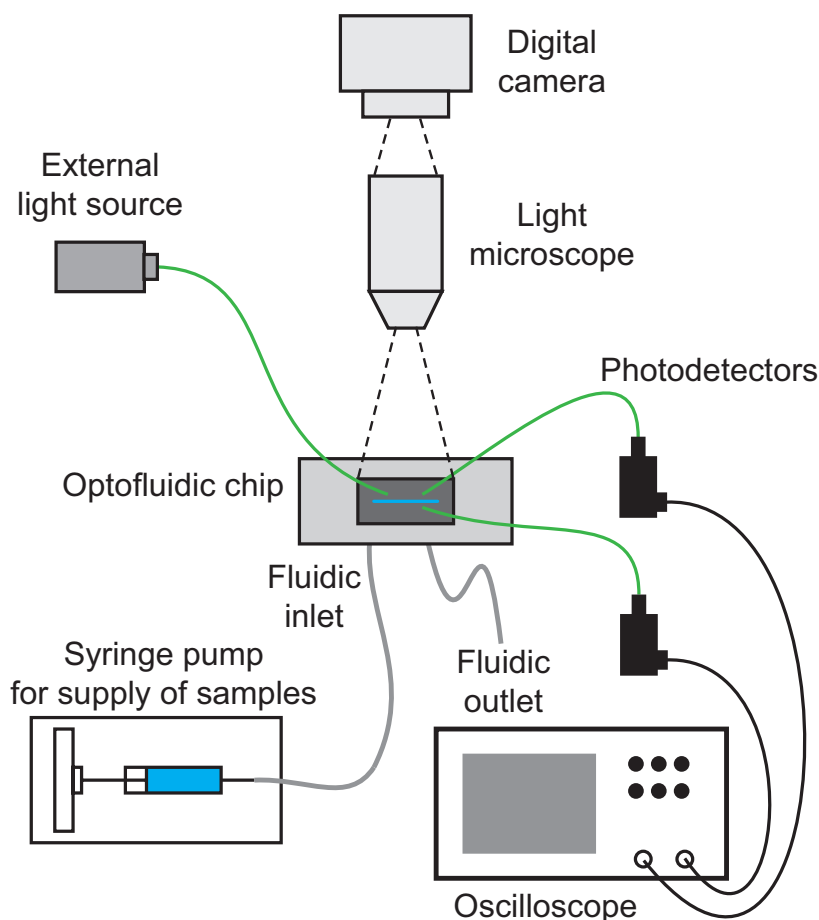 Digital
camera
External
light source
Light
microscope
Photodetectors
Optofluidic chip
Fluidic
inlet
Syringe pump
for supply of samples
Fluidic
outlet
Oscilloscope